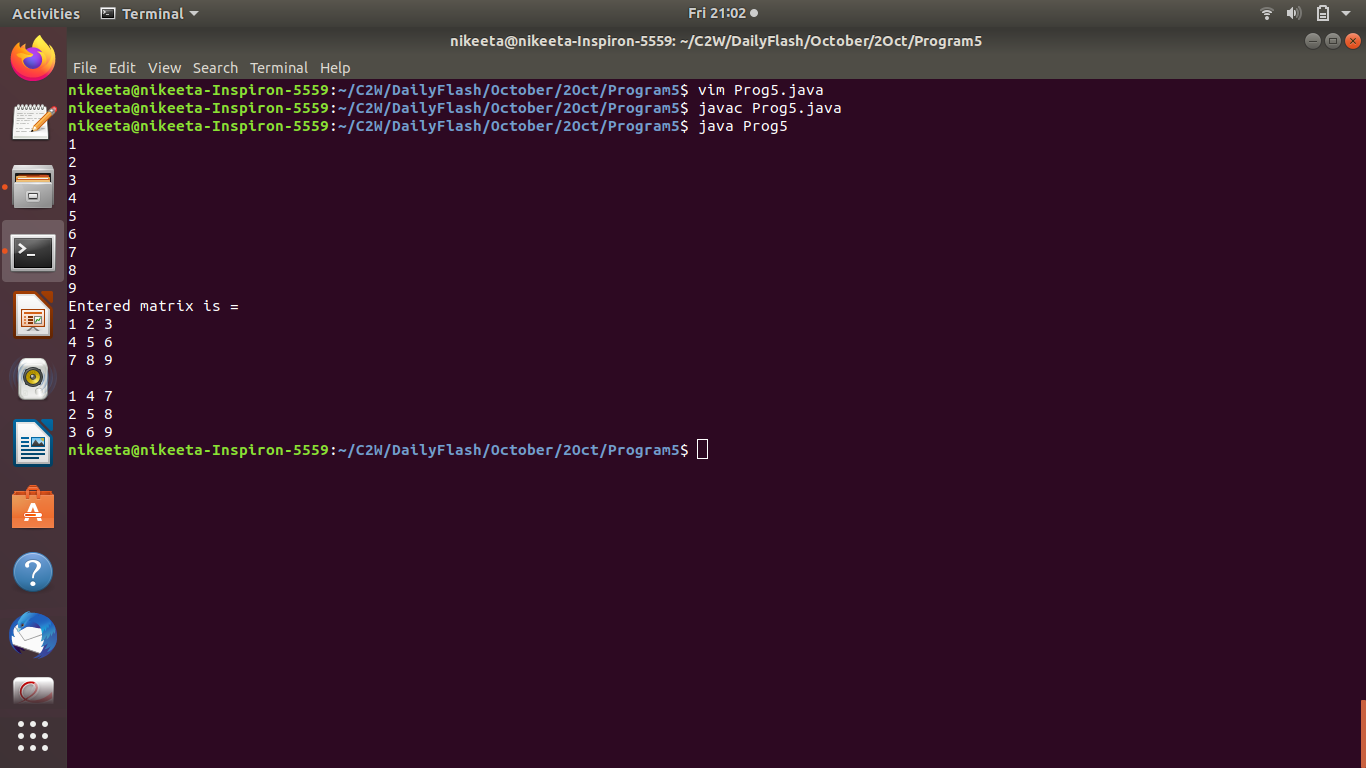 Activities Terminal Fri 21:02
nikeeta@nikeeta-Inspiron-5559: ~/C2W/DailyFlash/October/2Oct/Program5
File Edit View Search Terminal Help
nikeeta@nikeeta-Inspiron-5559:~/C2W/DailyFlash/October/2Oct/Program5$ vim Prog5.java
nikeeta@nikeeta-Inspiron-5559:~/C2W/DailyFlash/October/2Oct/Program5$ javac Prog5.java
nikeeta@nikeeta-Inspiron-5559:~/C2W/DailyFlash/October/2Oct/Program5$ java Prog5
1
2
3
4
5
6
7
8
9
Entered matrix is =
1 2 3
4 5 6
7 8 9
1 4 7
2 5 8
3 6 9
nikeeta@nikeeta-Inspiron-5559:~/C2W/DailyFlash/October/2Oct/Program5$